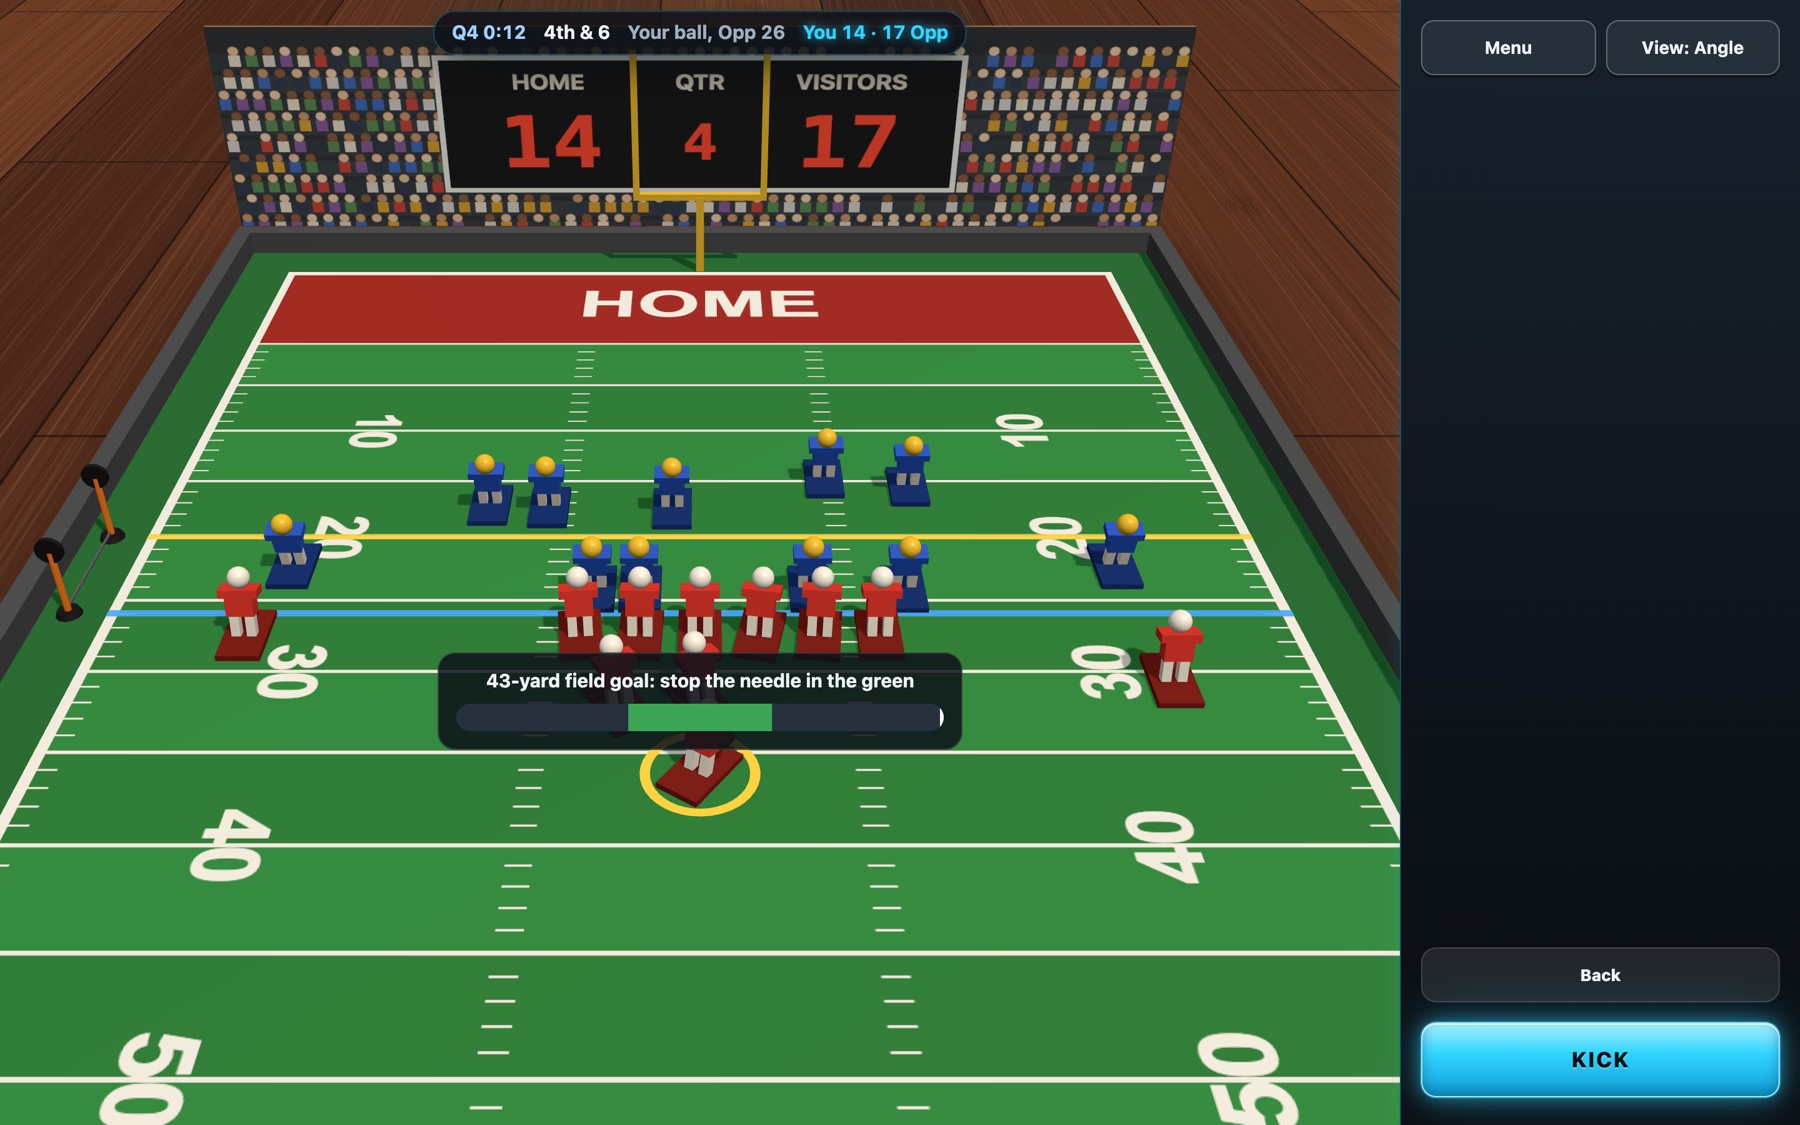 Q4 0:12 4th & 6 Your ball, Opp 26 You 14 · 17 Opp
Menu
View: Angle
HOME QTR VISITORS
14 4 17
HOME
10 10
20 20
30 30
43-yard field goal: stop the needle in the green
40 40
Back
KICK
50 50